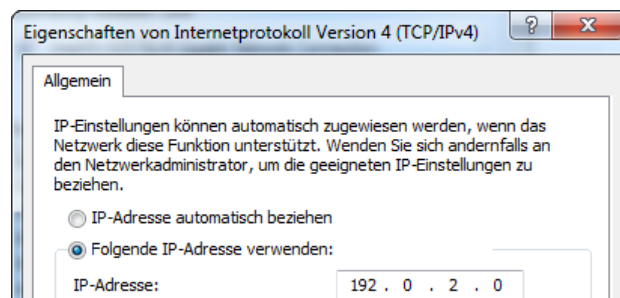 Eigenschaften von Internetprotokoll Version 4 (TCP/IPv4)
Allgemein
IP-Einstellungen können automatisch zugewiesen werden, wenn das
Netzwerk diese Funktion unterstützt. Wenden Sie sich andernfalls an
den Netzwerkadministrator, um die geeigneten IP-Einstellungen zu
beziehen.
IP-Adresse automatisch beziehen
Folgende IP-Adresse verwenden:
IP-Adresse: 192 . 0 . 2 . 0